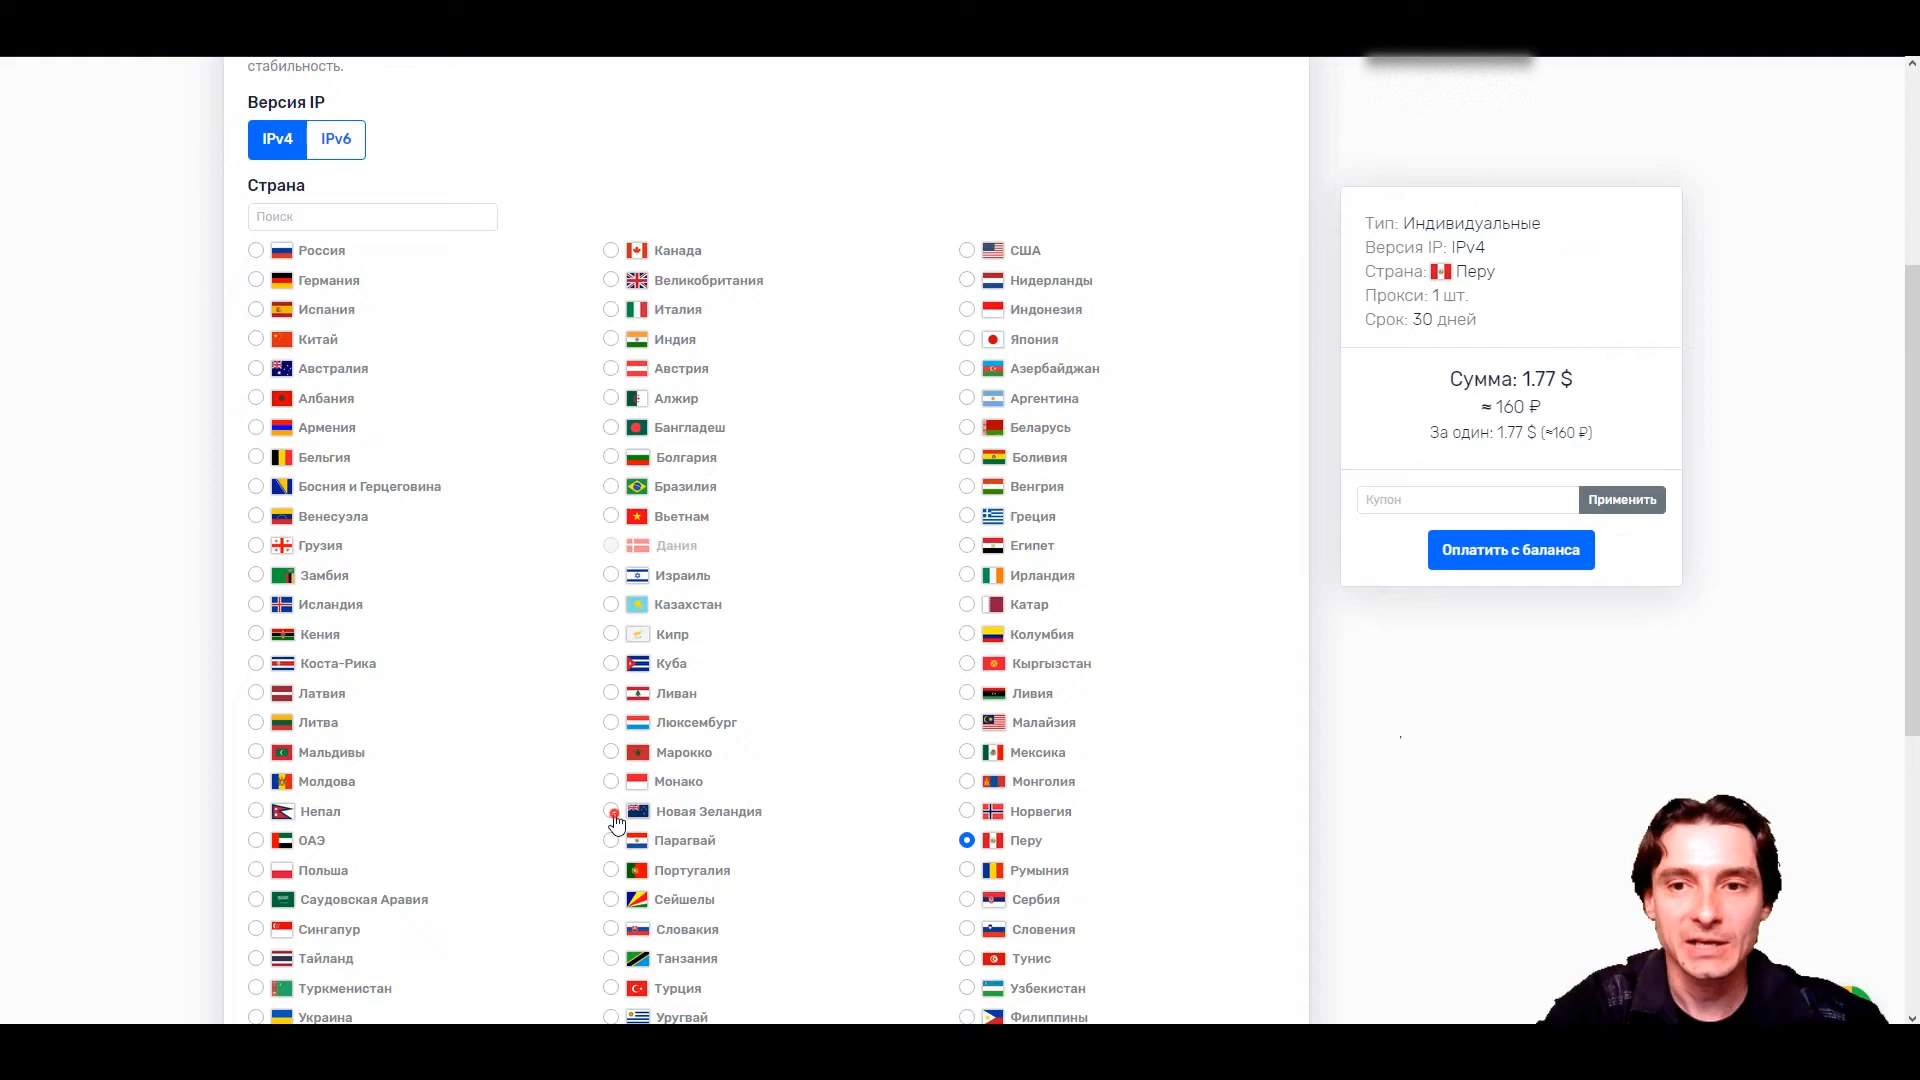 стабильность.
Версия IP
IPv4 IPv6
Страна
Поиск
Россия Канада США
Германия Великобритания Нидерланды
Испания Италия Индонезия
Китай Индия Япония
Австралия Австрия Азербайджан
Албания Алжир Аргентина
Армения Бангладеш Беларусь
Бельгия Болгария Боливия
Босния и Герцеговина Бразилия Венгрия
Венесуэла Вьетнам Греция
Грузия Дания Египет
Замбия Израиль Ирландия
Исландия Казахстан Катар
Кения Кипр Колумбия
Коста-Рика Куба Кыргызстан
Латвия Ливан Ливия
Литва Люксембург Малайзия
Мальдивы Марокко Мексика
Молдова Монако Монголия
Непал Новая Зеландия Норвегия
ОАЭ Парагвай Перу
Польша Португалия Румыния
Саудовская Аравия Сейшелы Сербия
Сингапур Словакия Словения
Тайланд Танзания Тунис
Туркменистан Турция Узбекистан
Украина Уругвай Филиппины
Тип: Индивидуальные
Версия IP: IPv4
Страна: Перу
Прокси: 1 шт.
Срок: 30 дней
Сумма: 1.77 $
≈ 160 ₽
За один: 1.77 $ (≈160 ₽)
Купон Применить
Оплатить с баланса